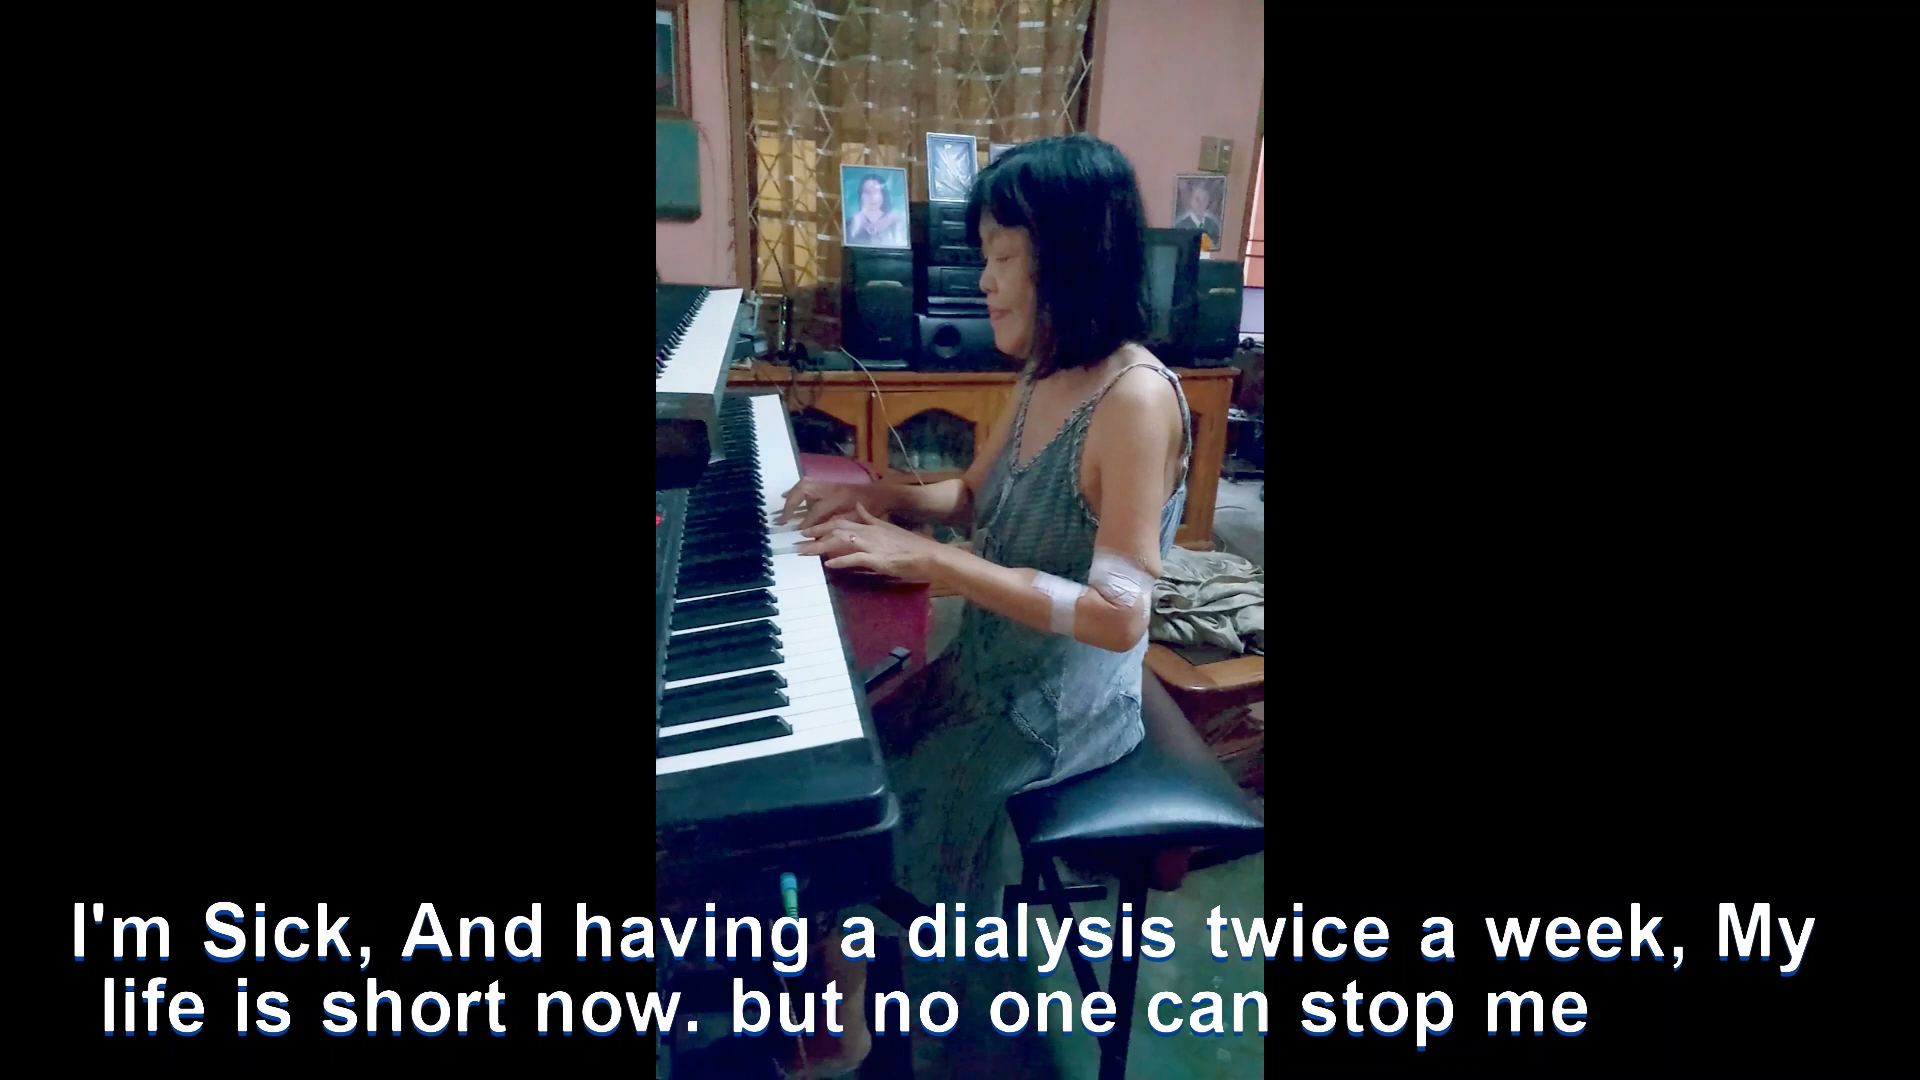 I'm Sick, And having a dialysis twice a week, My
life is short now. but no one can stop me